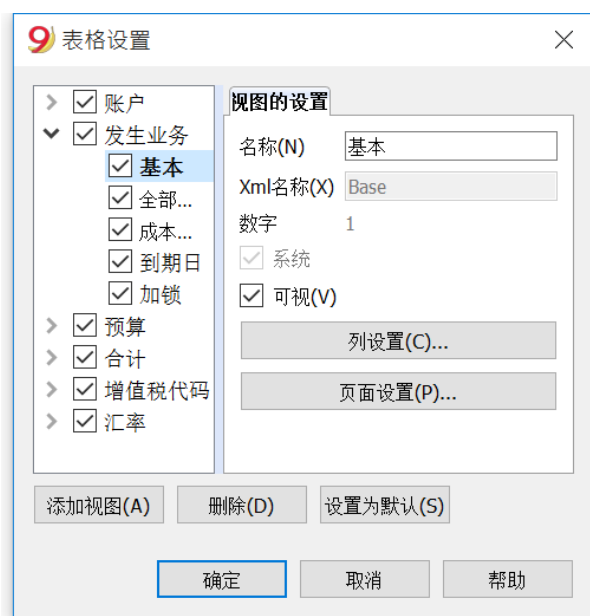 表格设置
账户
发生业务
基本
全部...
成本...
到期日
加锁
预算
合计
增值税代码
汇率
视图的设置
名称(N) 基本
Xml名称(X) Base
数字 1
系统
可视(V)
列设置(C)...
页面设置(P)...
添加视图(A) 删除(D) 设置为默认(S)
确定 取消 帮助